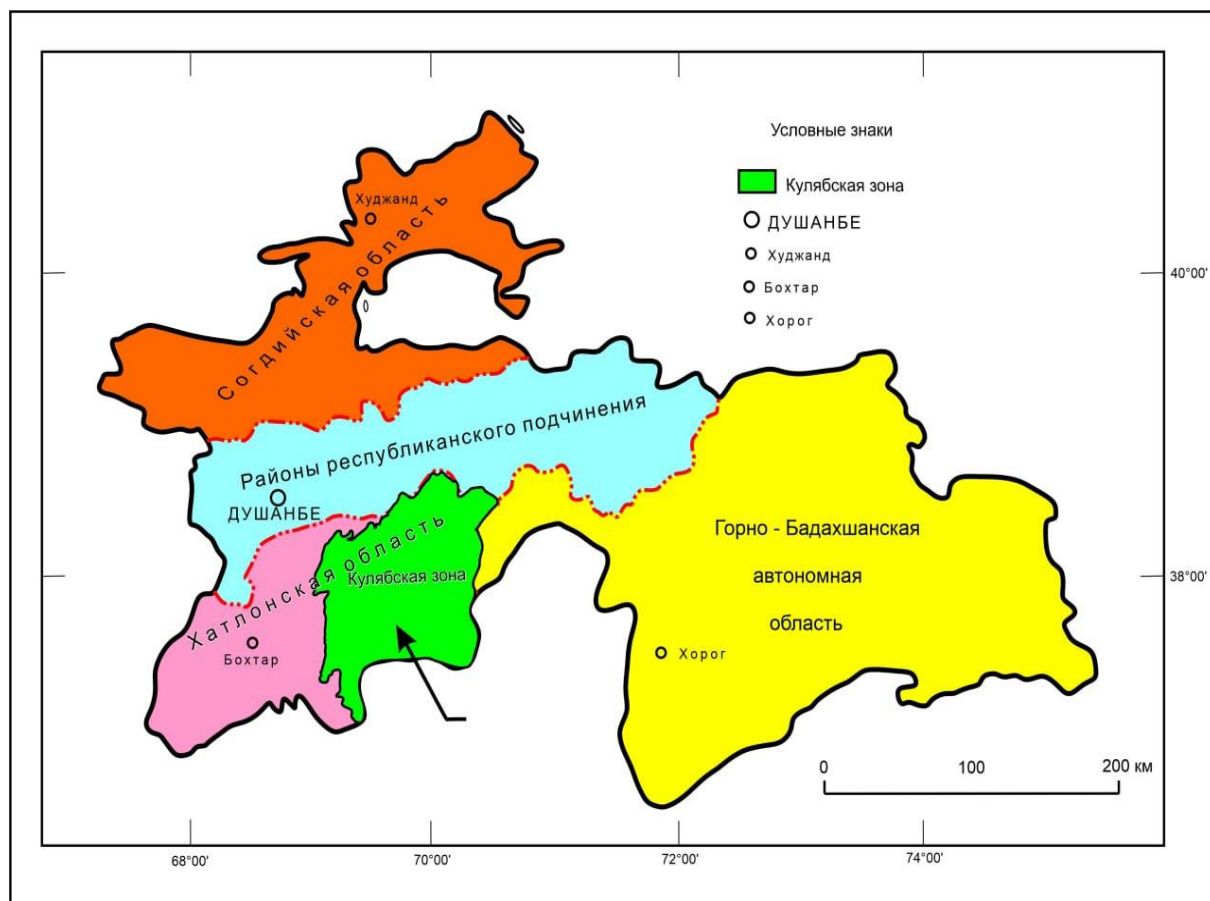 Условные знаки
Кулябская зона
ДУШАНБЕ
Худжанд
Бохтар
Хорог
Худжанд
Согдийская область
40°00'
Районы республиканского подчинения
ДУШАНБЕ
Хатлонская область
Кулябская зона
Бохтар
Горно - Бадахшанская
автономная
область
38°00'
Хорог
0 100 200 км
68°00' 70°00' 72°00' 74°00'